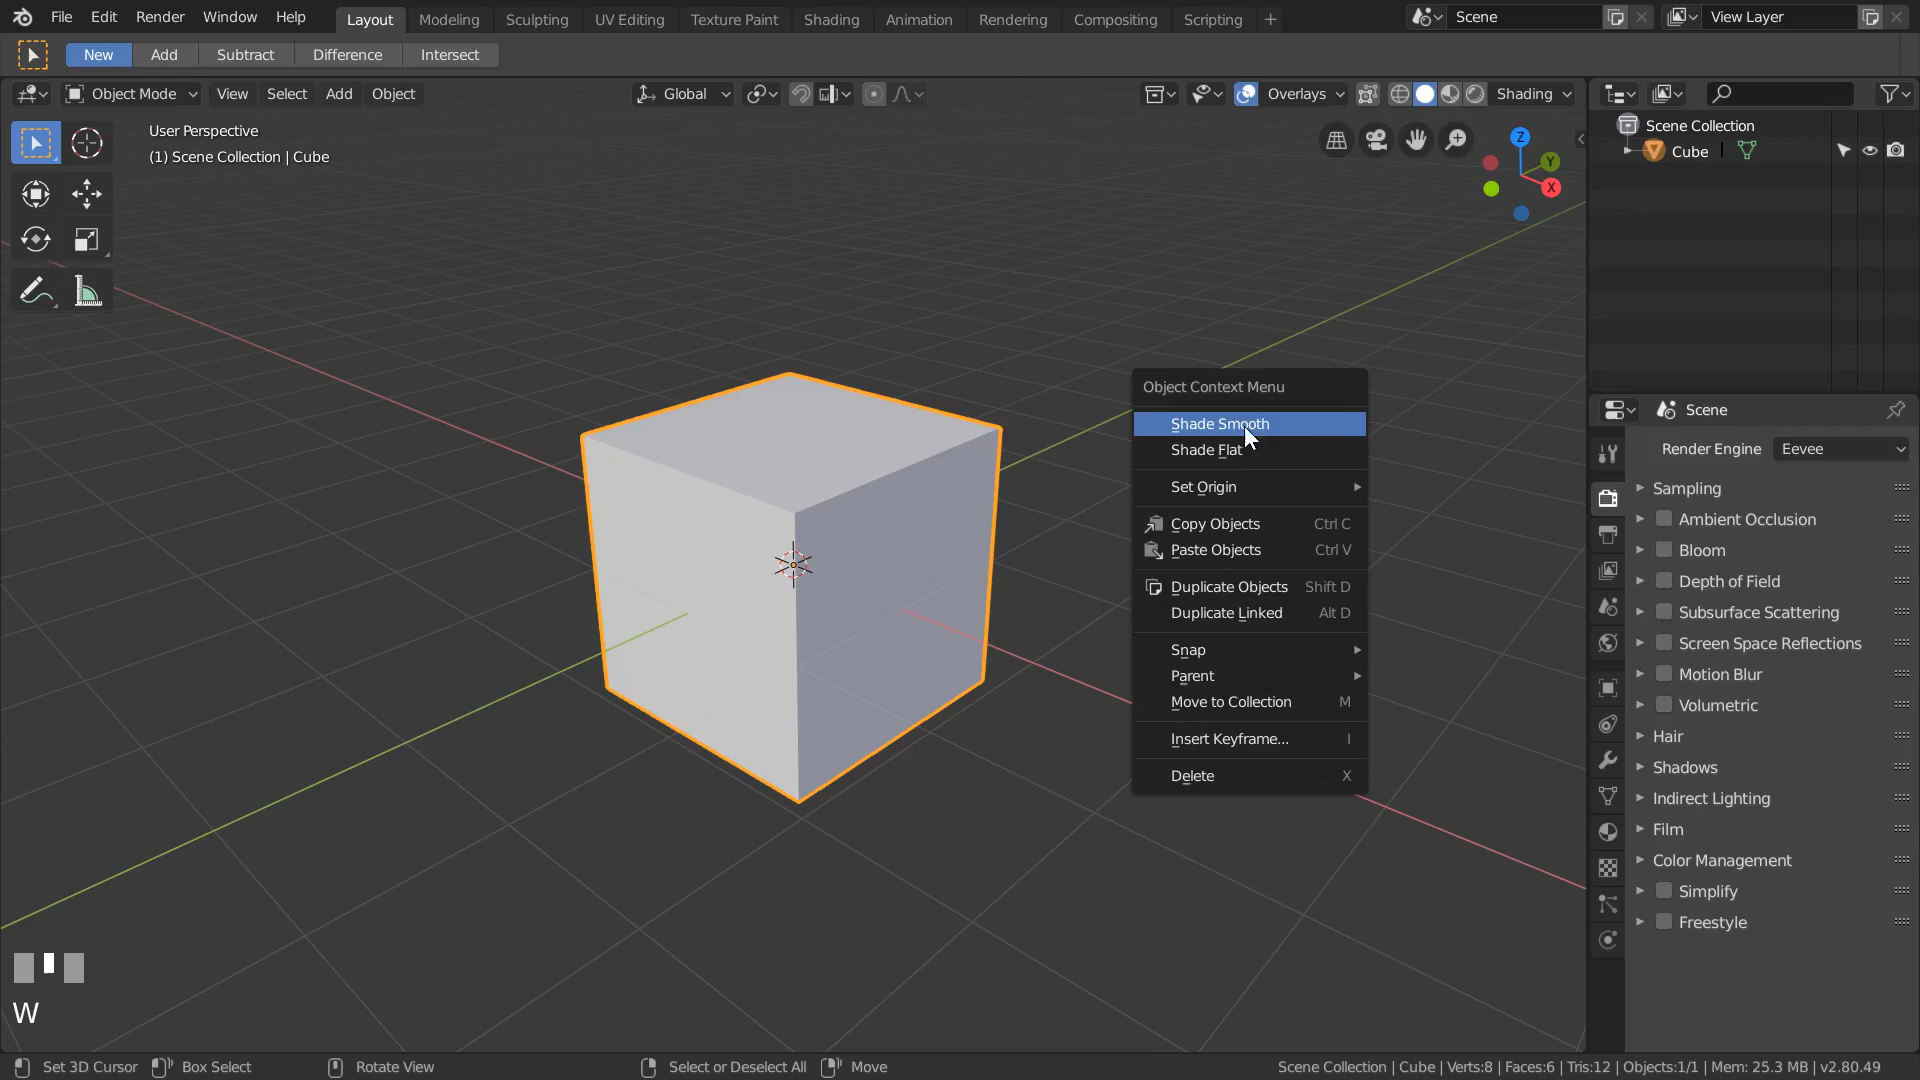 File Edit Render Window Help
Layout Modeling Sculpting UV Editing Texture Paint Shading Animation Rendering Compositing Scripting +
Scene
View Layer
New Add Subtract Difference Intersect
Object Mode View Select Add Object
Global
Overlays
Shading
User Perspective
(1) Scene Collection | Cube
Z
Y
X
Scene Collection
Cube
Object Context Menu
Shade Smooth
Shade Flat
Set Origin
Copy Objects Ctrl C
Paste Objects Ctrl V
Duplicate Objects Shift D
Duplicate Linked Alt D
Snap
Parent
Move to Collection M
Insert Keyframe... I
Delete X
Scene
Render Engine Eevee
Sampling
Ambient Occlusion
Bloom
Depth of Field
Subsurface Scattering
Screen Space Reflections
Motion Blur
Volumetric
Hair
Shadows
Indirect Lighting
Film
Color Management
Simplify
Freestyle
W
Set 3D Cursor Box Select Rotate View Select or Deselect All Move
Scene Collection | Cube | Verts:8 | Faces:6 | Tris:12 | Objects:1/1 | Mem: 25.3 MB | v2.80.49